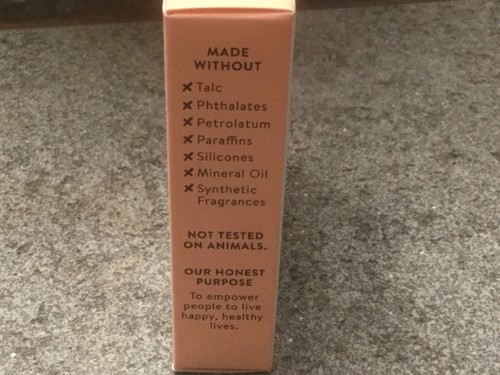 MADE
WITHOUT
✗ Talc
✗ Phthalates
✗ Petrolatum
✗ Paraffins
✗ Silicones
✗ Mineral Oil
✗ Synthetic
Fragrances
NOT TESTED
ON ANIMALS.
OUR HONEST
PURPOSE
To empower
people to live
happy, healthy
lives.